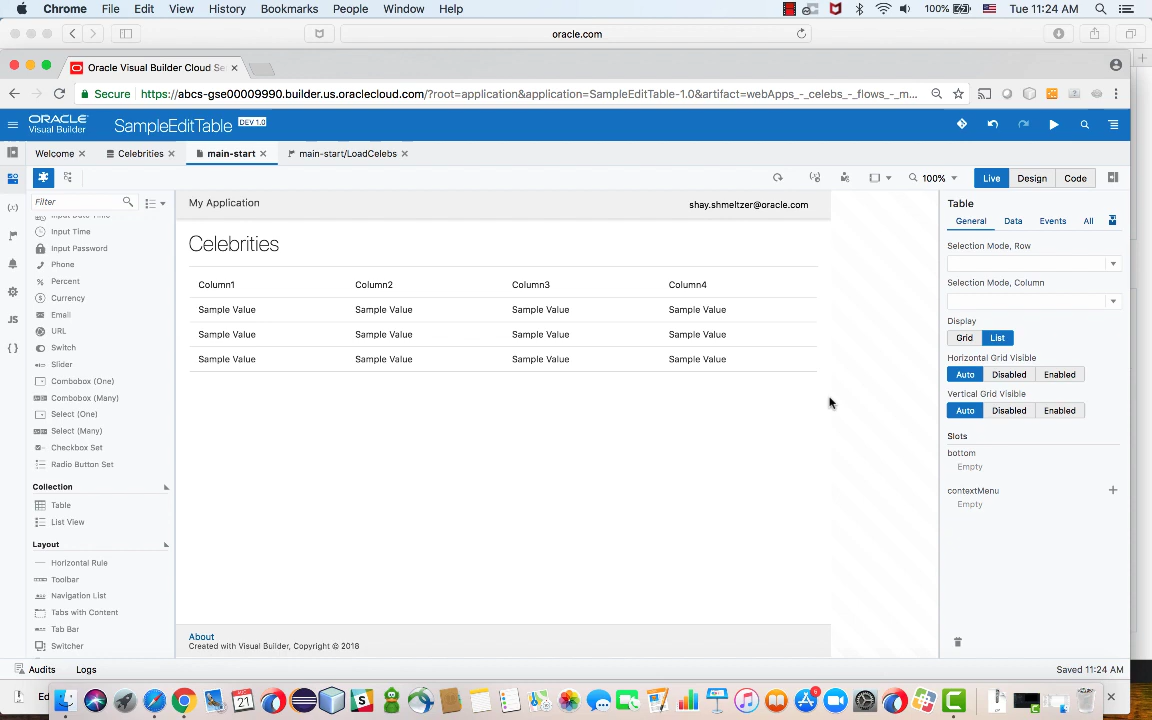 Chrome File Edit View History Bookmarks People Window Help 100% Tue 11:24 AM
oracle.com
Oracle Visual Builder Cloud Se
Secure https://abcs-gse00009990.builder.us.oraclecloud.com/?root=application&application=SampleEditTable-1.0&artifact=webApps_-_celebs_-_flows_-_m...
ORACLE
Visual Builder
SampleEditTable DEV 1.0
Welcome Celebrities main-start main-start/LoadCelebs
100% Live Design Code
Filter
Input Date Time
Input Time
Input Password
Phone
Percent
Currency
Email
URL
Switch
Slider
Combobox (One)
Combobox (Many)
Select (One)
Select (Many)
Checkbox Set
Radio Button Set
Collection
Table
List View
Layout
Horizontal Rule
Toolbar
Navigation List
Tabs with Content
Tab Bar
Switcher
(x)
JS
{ }
My Application shay.shmeltzer@oracle.com
Celebrities
Column1 Column2 Column3 Column4
Sample Value Sample Value Sample Value Sample Value
Sample Value Sample Value Sample Value Sample Value
Sample Value Sample Value Sample Value Sample Value
About
Created with Visual Builder, Copyright © 2018
Table
General Data Events All
Selection Mode, Row
Selection Mode, Column
Display
Grid List
Horizontal Grid Visible
Auto Disabled Enabled
Vertical Grid Visible
Auto Disabled Enabled
Slots
bottom
Empty
contextMenu
Empty
Audits Logs Saved 11:24 AM
Ed